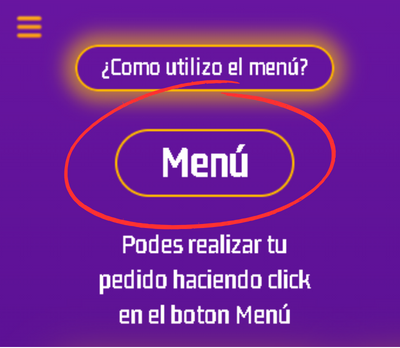 ¿Como utilizo el menú?
Menú
Podes realizar tu
pedido haciendo click
en el boton Menú